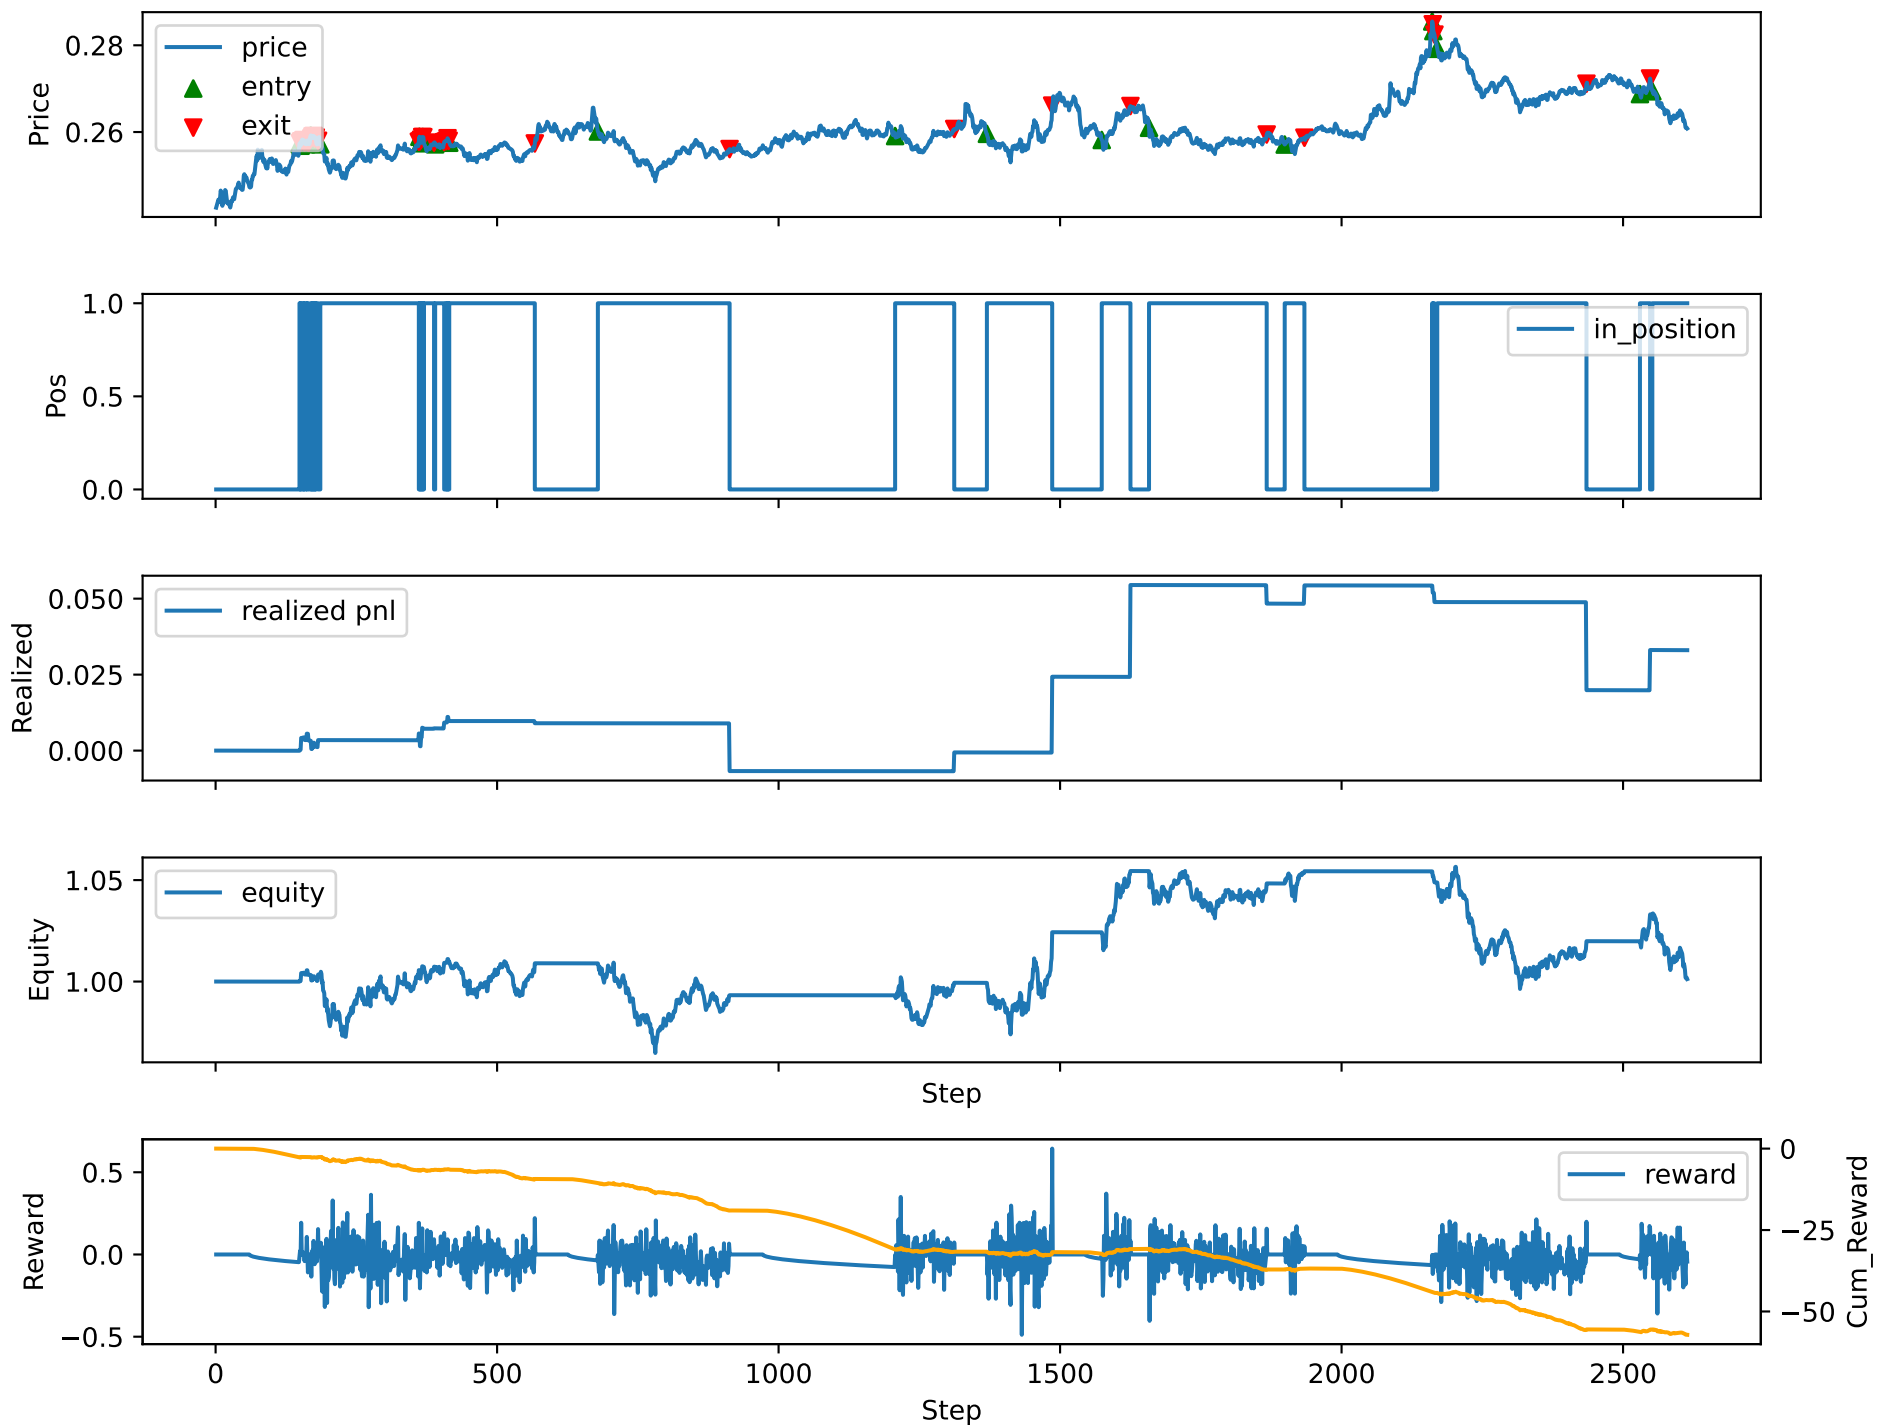 0.28
0.26
Price
price
entry
exit
1.0
0.5
0.0
Pos
in_position
0.050
0.025
0.000
Realized
realized pnl
1.05
1.00
Equity
equity
Step
0.5
0.0
−0.5
Reward
reward
0
−25
−50
Cum_Reward
0 500 1000 1500 2000 2500
Step